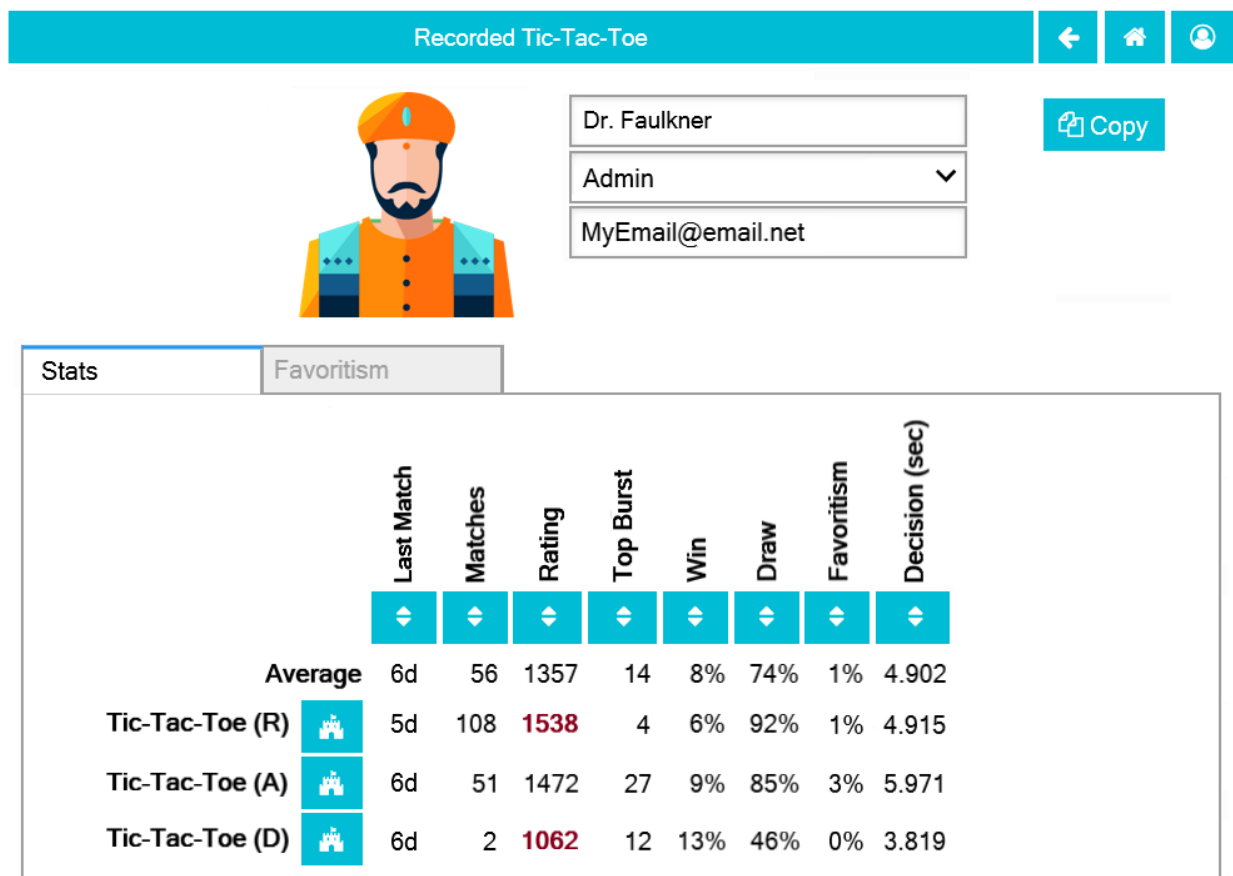 Recorded Tic-Tac-Toe
Dr. Faulkner
Copy
Admin
MyEmail@email.net
Stats
Favoritism
Last Match
Matches
Rating
Top Burst
Win
Draw
Favoritism
Decision (sec)
Average 6d 56 1357 14 8% 74% 1% 4.902
Tic-Tac-Toe (R) 5d 108 1538 4 6% 92% 1% 4.915
Tic-Tac-Toe (A) 6d 51 1472 27 9% 85% 3% 5.971
Tic-Tac-Toe (D) 6d 2 1062 12 13% 46% 0% 3.819